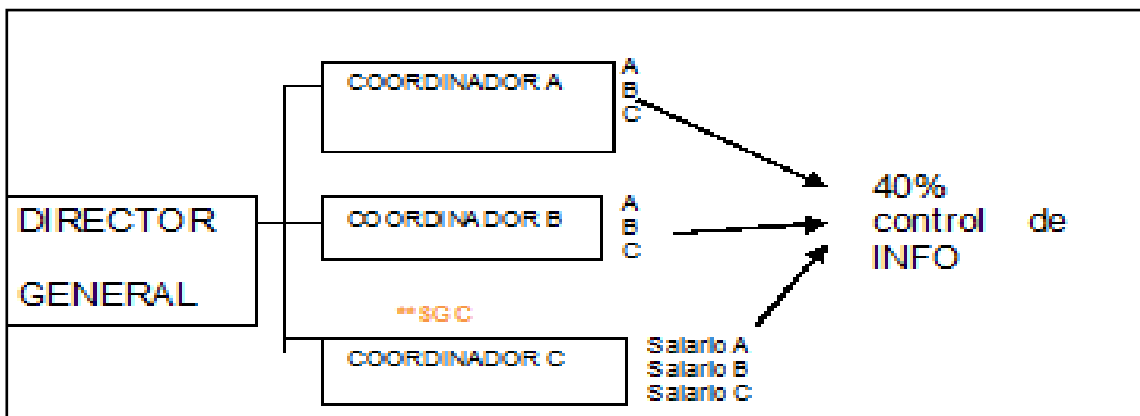 COORDINADOR A
A
B
C
DIRECTOR
GENERAL
COORDINADOR B
A
B
C
**SGC
COORDINADOR C
Salario A
Salario B
Salario C
40%
control de
INFO